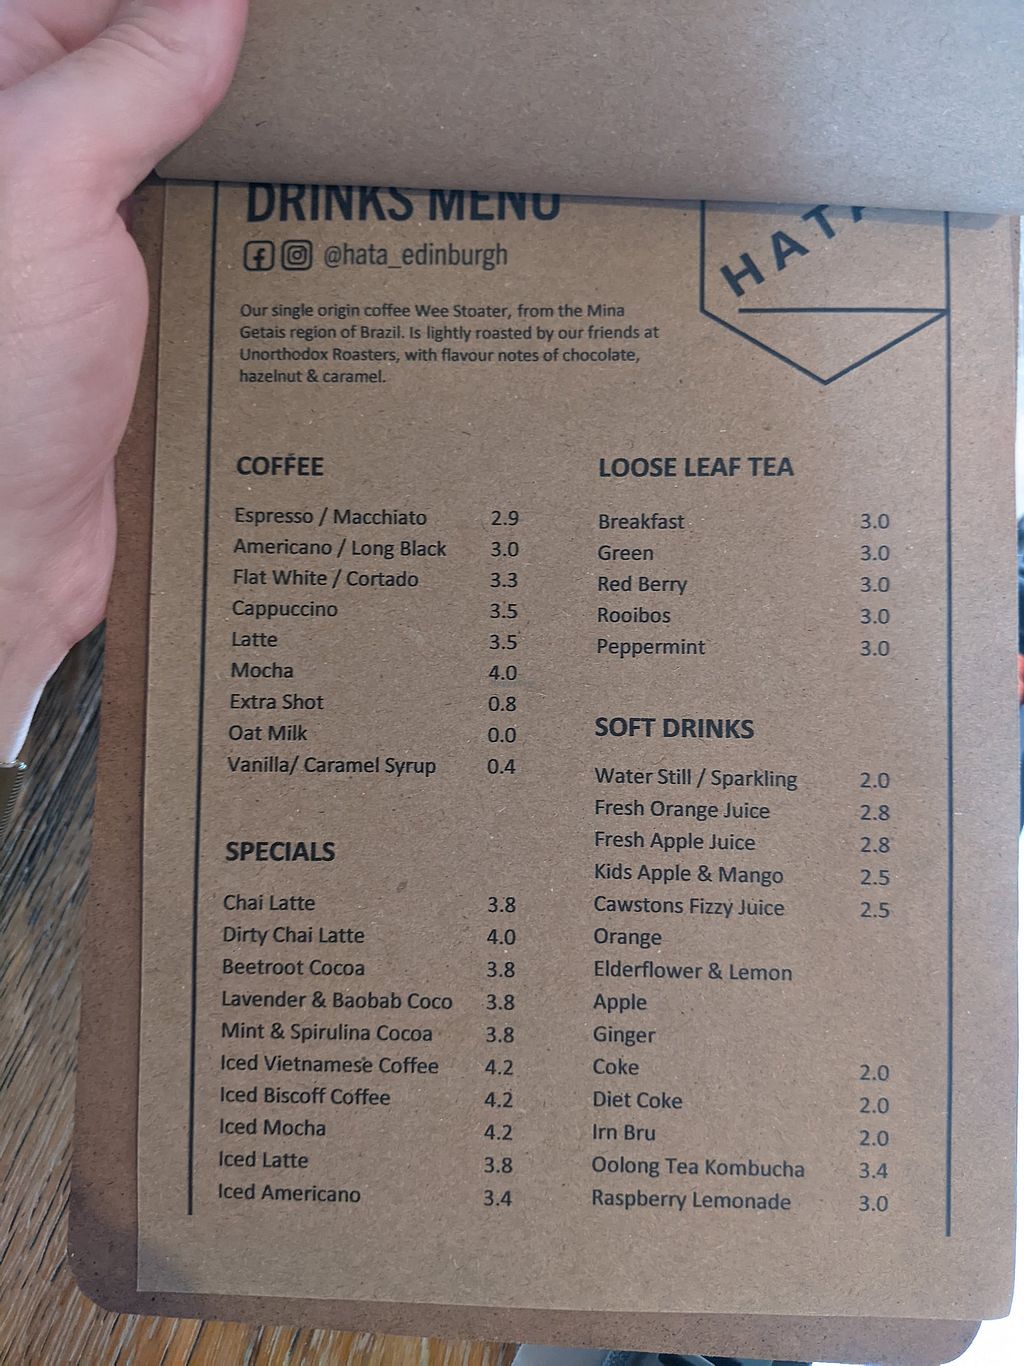 DRINKS MENU
HATA
@hata_edinburgh
Our single origin coffee Wee Stoater, from the Mina
Getais region of Brazil. Is lightly roasted by our friends at
Unorthodox Roasters, with flavour notes of chocolate,
hazelnut & caramel.
COFFEE
Espresso / Macchiato 2.9
Americano / Long Black 3.0
Flat White / Cortado 3.3
Cappuccino 3.5
Latte 3.5
Mocha 4.0
Extra Shot 0.8
Oat Milk 0.0
Vanilla/ Caramel Syrup 0.4
SPECIALS
Chai Latte 3.8
Dirty Chai Latte 4.0
Beetroot Cocoa 3.8
Lavender & Baobab Coco 3.8
Mint & Spirulina Cocoa 3.8
Iced Vietnamese Coffee 4.2
Iced Biscoff Coffee 4.2
Iced Mocha 4.2
Iced Latte 3.8
Iced Americano 3.4
LOOSE LEAF TEA
Breakfast 3.0
Green 3.0
Red Berry 3.0
Rooibos 3.0
Peppermint 3.0
SOFT DRINKS
Water Still / Sparkling 2.0
Fresh Orange Juice 2.8
Fresh Apple Juice 2.8
Kids Apple & Mango 2.5
Cawstons Fizzy Juice 2.5
Orange
Elderflower & Lemon
Apple
Ginger
Coke 2.0
Diet Coke 2.0
Irn Bru 2.0
Oolong Tea Kombucha 3.4
Raspberry Lemonade 3.0